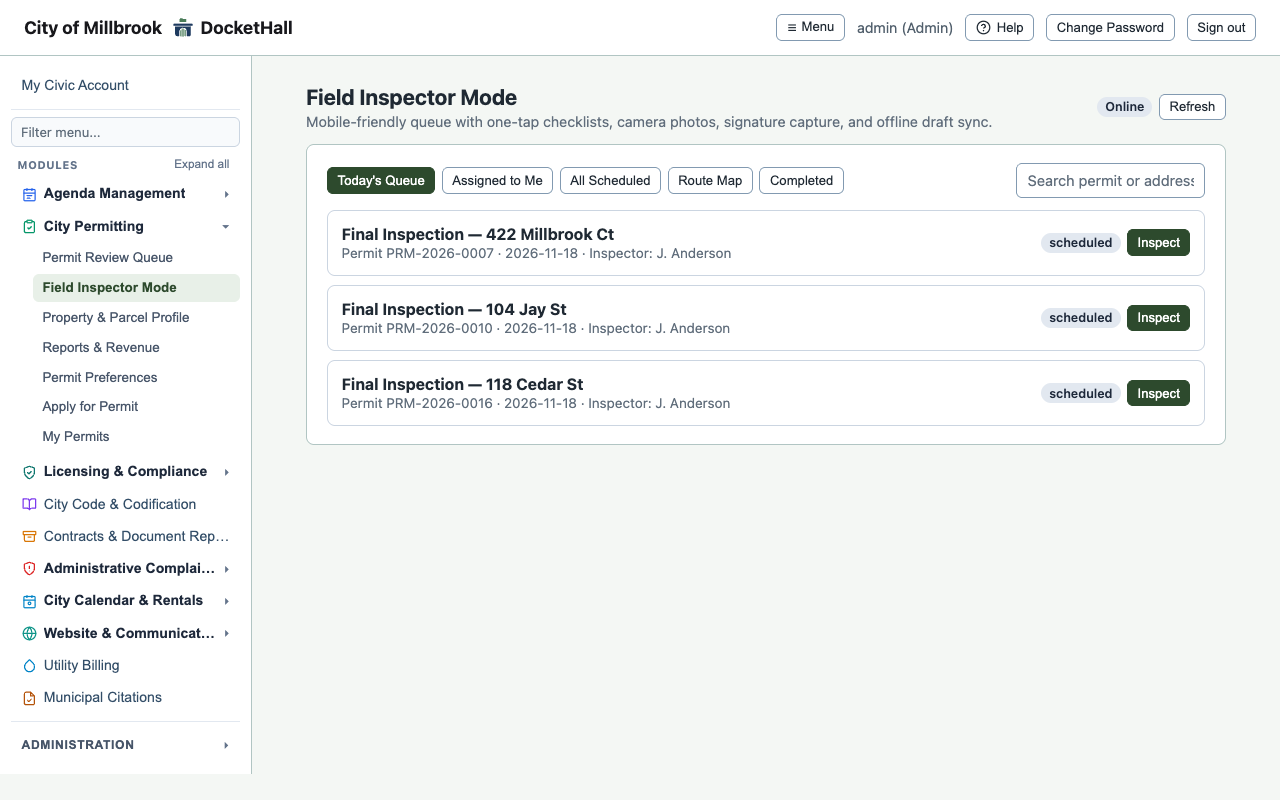 City of Millbrook DocketHall
≡ Menu
admin (Admin)
Help
Change Password
Sign out
My Civic Account
Filter menu...
MODULES
Expand all
Agenda Management
City Permitting
Permit Review Queue
Field Inspector Mode
Property & Parcel Profile
Reports & Revenue
Permit Preferences
Apply for Permit
My Permits
Licensing & Compliance
City Code & Codification
Contracts & Document Rep…
Administrative Complai…
City Calendar & Rentals
Website & Communicat…
Utility Billing
Municipal Citations
ADMINISTRATION
Field Inspector Mode
Mobile-friendly queue with one-tap checklists, camera photos, signature capture, and offline draft sync.
Online
Refresh
Today's Queue
Assigned to Me
All Scheduled
Route Map
Completed
Search permit or address
Final Inspection — 422 Millbrook Ct
Permit PRM-2026-0007 · 2026-11-18 · Inspector: J. Anderson
scheduled
Inspect
Final Inspection — 104 Jay St
Permit PRM-2026-0010 · 2026-11-18 · Inspector: J. Anderson
scheduled
Inspect
Final Inspection — 118 Cedar St
Permit PRM-2026-0016 · 2026-11-18 · Inspector: J. Anderson
scheduled
Inspect